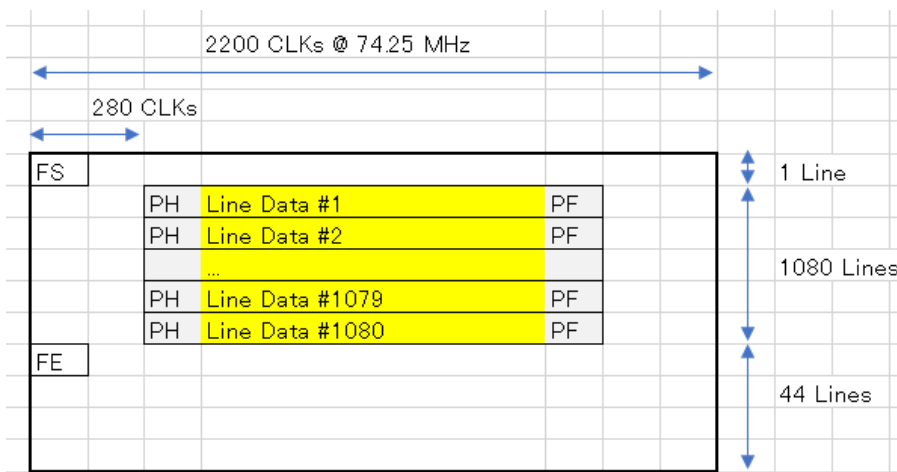 2200 CLKs @ 74.25 MHz
280 CLKs
FS
1 Line
PH Line Data #1 PF
PH Line Data #2 PF
...
1080 Lines
PH Line Data #1079 PF
PH Line Data #1080 PF
FE
44 Lines